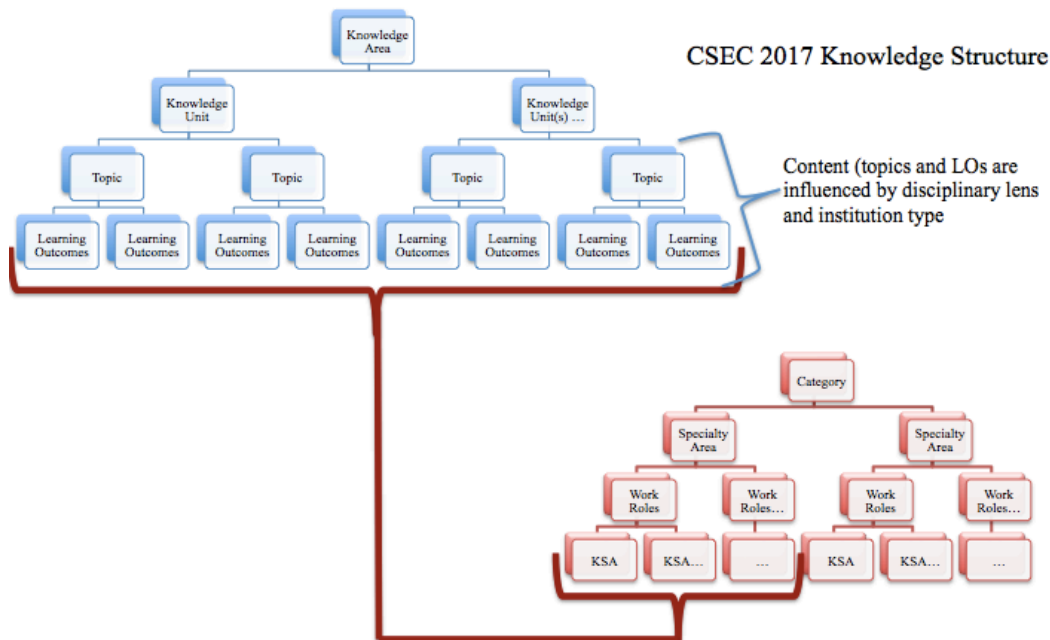 Knowledge
Area
CSEC 2017 Knowledge Structure
Knowledge
Unit
Knowledge
Unit(s) ...
Topic
Topic
Topic
Topic
Content (topics and LOs are
influenced by disciplinary lens
and institution type
Learning
Outcomes
Learning
Outcomes
Learning
Outcomes
Learning
Outcomes
Learning
Outcomes
Learning
Outcomes
Learning
Outcomes
Learning
Outcomes
Category
Specialty
Area
Specialty
Area
Work
Roles
Work
Roles...
Work
Roles
Work
Roles...
KSA
KSA...
...
KSA
KSA...
...